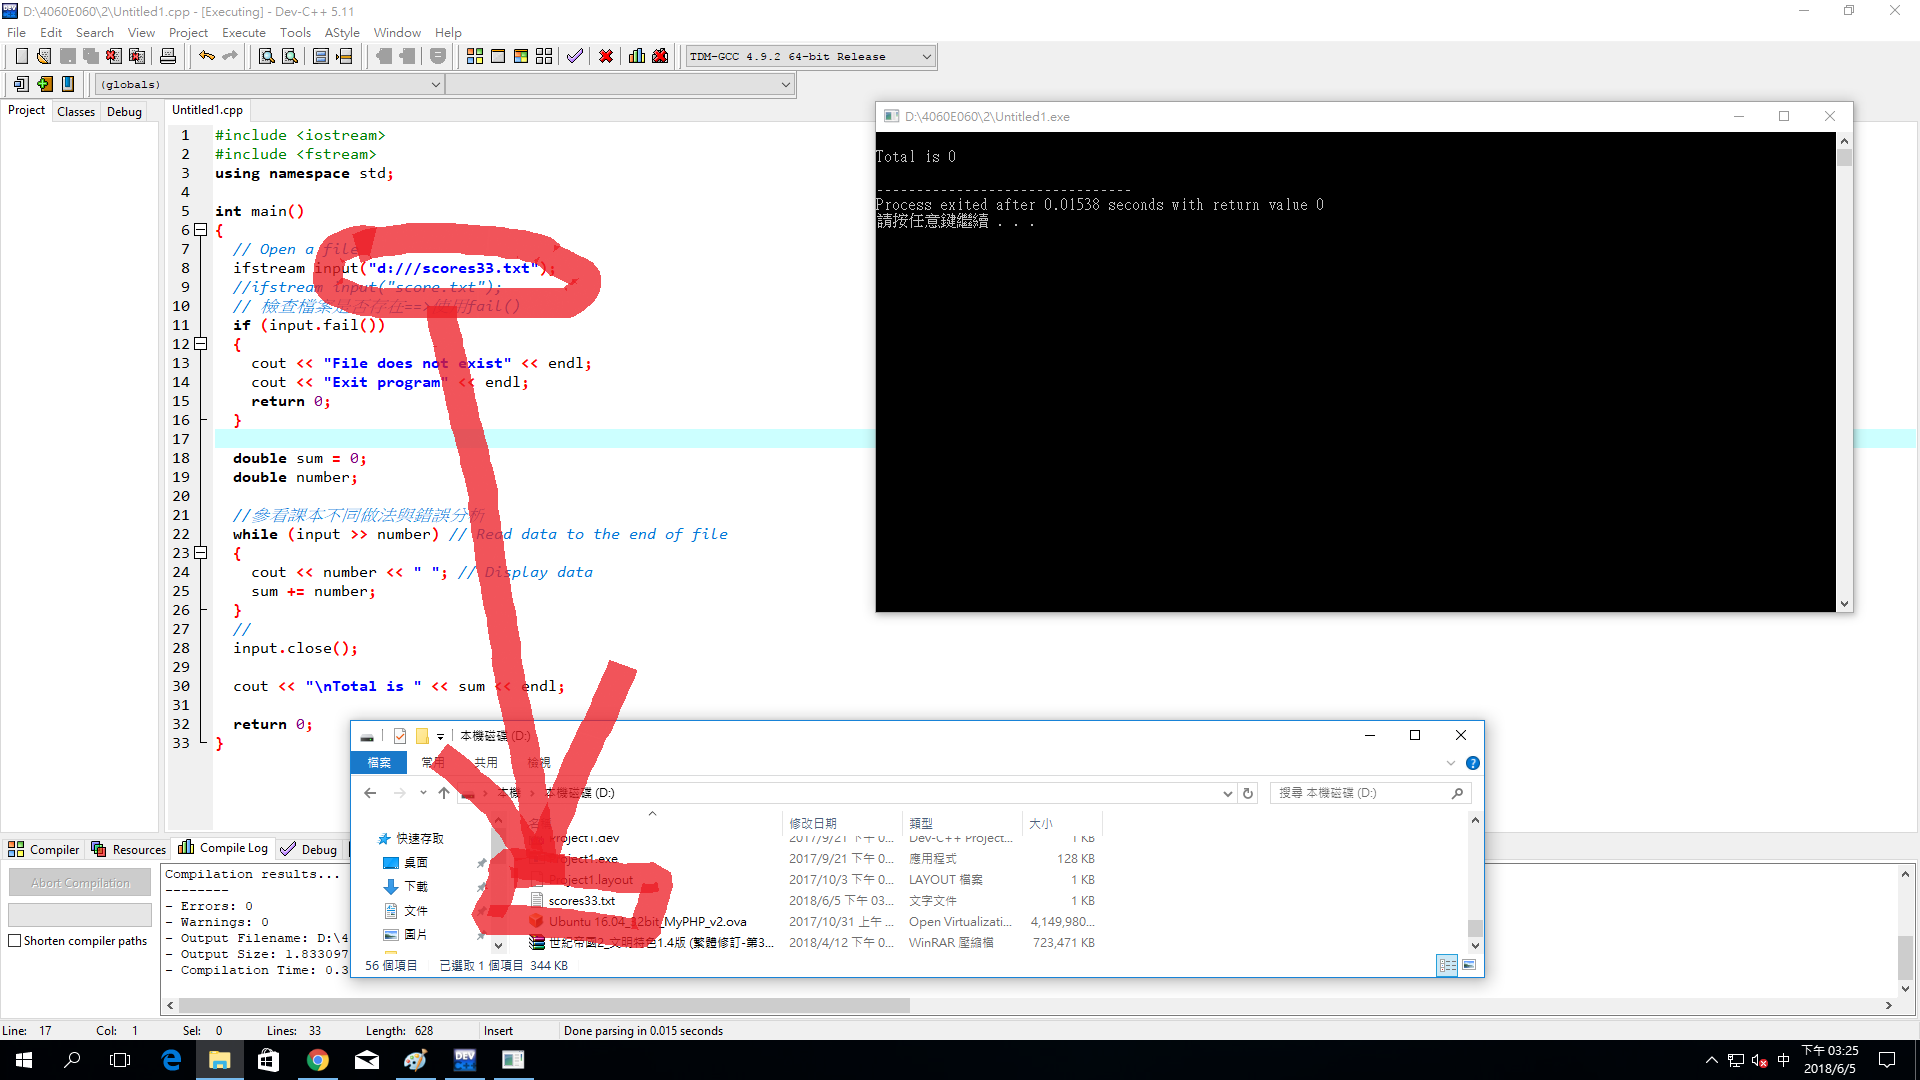 D:\4060E060\2\Untitled1.cpp - [Executing] - Dev-C++ 5.11
File Edit Search View Project Execute Tools AStyle Window Help
TDM-GCC 4.9.2 64-bit Release
(globals)
Project Classes Debug
Untitled1.cpp
1 #include <iostream>
2 #include <fstream>
3 using namespace std;
4
5 int main()
6 {
7 // Open a file
8 ifstream input("d:///scores33.txt");
9 //ifstream input("score.txt");
10 // 檢查檔案是否存在==>使用fail()
11 if (input.fail())
12 {
13 cout << "File does not exist" << endl;
14 cout << "Exit program" << endl;
15 return 0;
16 }
17
18 double sum = 0;
19 double number;
20
21 //參看課本不同做法與錯誤分析
22 while (input >> number) // Read data to the end of file
23 {
24 cout << number << " "; // Display data
25 sum += number;
26 }
27 //
28 input.close();
29
30 cout << "\nTotal is " << sum << endl;
31
32 return 0;
33 }
D:\4060E060\2\Untitled1.exe
Total is 0
--------------------------------
Process exited after 0.01538 seconds with return value 0
請按任意鍵繼續 . . .
本機磁碟 (D:)
檔案 常用 共用 檢視
本機 本機磁碟 (D:)
搜尋 本機磁碟 (D:)
修改日期 類型 大小
快速存取
桌面
下載
文件
圖片
Project1.dev 2017/9/21 下午 0... Dev-C++ Project... 1 KB
Project1.exe 2017/9/21 下午 0... 應用程式 128 KB
Project1.layout 2017/10/3 下午 0... LAYOUT 檔案 1 KB
scores33.txt 2018/6/5 下午 03... 文字文件 1 KB
Ubuntu 16.04_32bit_MyPHP_v2.ova 2017/10/31 上午 ... Open Virtualizati... 4,149,980...
世紀帝國2_文明特色1.4版 (繁體修訂-第3... 2018/4/12 下午 0... WinRAR 壓縮檔 723,471 KB
56 個項目 已選取 1 個項目 344 KB
Compiler Resources Compile Log Debug
Abort Compilation
Shorten compiler paths
Compilation results...
--------
- Errors: 0
- Warnings: 0
- Output Filename: D:\4
- Output Size: 1.833097
- Compilation Time: 0.3
Line: 17 Col: 1 Sel: 0 Lines: 33 Length: 628 Insert Done parsing in 0.015 seconds
DEV
中
下午 03:25
2018/6/5